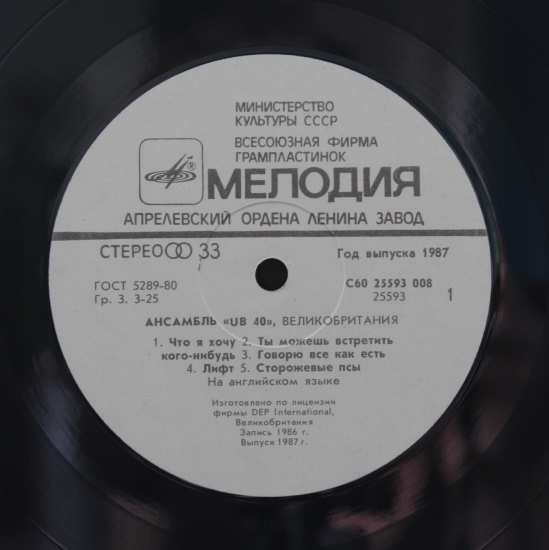 МИНИСТЕРСТВО
КУЛЬТУРЫ СССР
ВСЕСОЮЗНАЯ ФИРМА
ГРАМПЛАСТИНОК
МЕЛОДИЯ
АПРЕЛЕВСКИЙ ОРДЕНА ЛЕНИНА ЗАВОД
СТЕРЕО 33
Год выпуска 1987
ГОСТ 5289-80
С60 25593 008
Гр. 3. 3-25
25593
1
АНСАМБЛЬ «UB 40», ВЕЛИКОБРИТАНИЯ
1. Что я хочу 2. Ты можешь встретить
кого-нибудь 3. Говорю все как есть
4. Лифт 5. Сторожевые псы
На английском языке
Изготовлено по лицензии
фирмы DEP International,
Великобритания
Запись 1986 г.
Выпуск 1987 г.